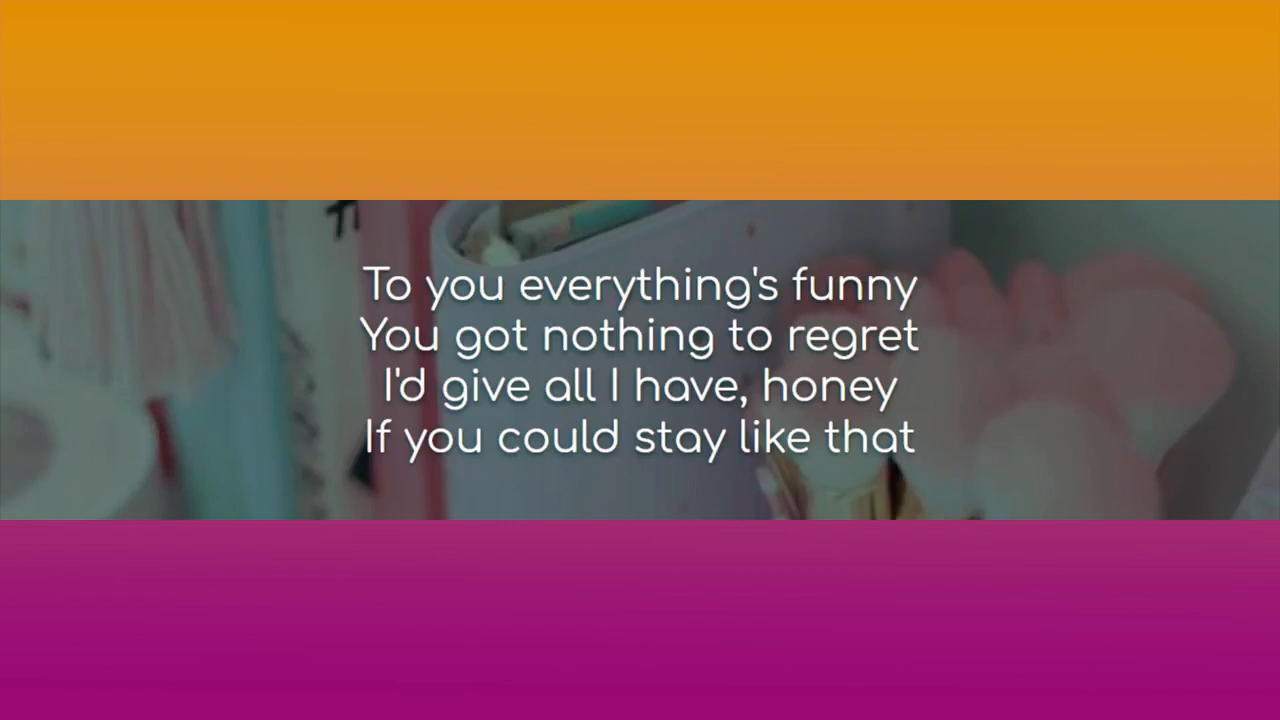 To you everything's funny
You got nothing to regret
I'd give all I have, honey
If you could stay like that